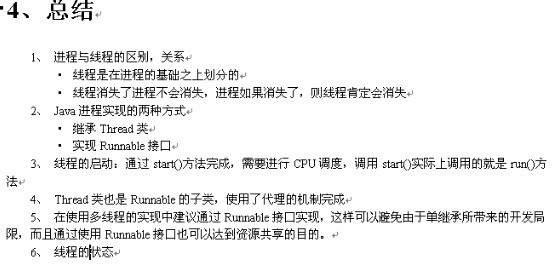 4、总结
1、 进程与线程的区别,关系
· 线程是在进程的基础之上划分的
· 线程消失了进程不会消失,进程如果消失了,则线程肯定会消失
2、 Java 进程实现的两种方式
· 继承 Thread 类
· 实现 Runnable 接口
3、 线程的启动:通过 start()方法完成,需要进行 CPU 调度,调用 start()实际上调用的就是 run()方
法
4、 Thread 类也是 Runnable 的子类,使用了代理的机制完成
5、 在使用多线程的实现中建议通过 Runnable 接口实现,这样可以避免由于单继承所带来的开发局
限,而且通过使用 Runnable 接口也可以达到资源共享的目的。
6、 线程的状态